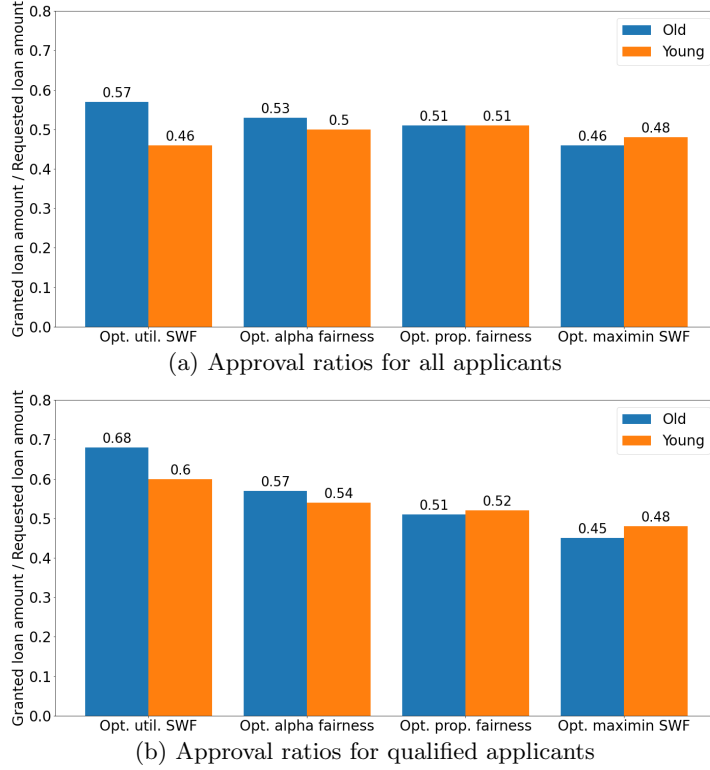 Granted loan amount / Requested loan amount
0.8
0.7
0.6
0.5
0.4
0.3
0.2
0.1
0.0
Old
Young
0.57
0.46
0.53
0.5
0.51
0.51
0.46
0.48
Opt. util. SWF
Opt. alpha fairness
Opt. prop. fairness
Opt. maximin SWF
(a) Approval ratios for all applicants
Granted loan amount / Requested loan amount
0.8
0.7
0.6
0.5
0.4
0.3
0.2
0.1
0.0
Old
Young
0.68
0.6
0.57
0.54
0.51
0.52
0.45
0.48
Opt. util. SWF
Opt. alpha fairness
Opt. prop. fairness
Opt. maximin SWF
(b) Approval ratios for qualified applicants